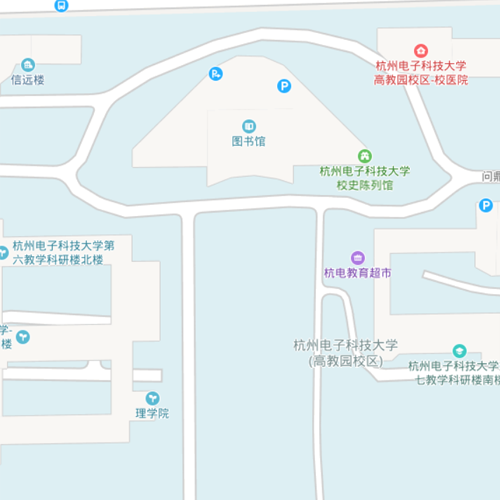 信远楼
杭州电子科技大学
高教园校区-校医院
P
图书馆
杭州电子科技大学
校史陈列馆
问鼎
P
杭州电子科技大学第
六教学科研楼北楼
杭电教育超市
学-
楼
杭州电子科技大学
(高教园校区)
杭州电子科技大学
七教学科研楼南楼
理学院